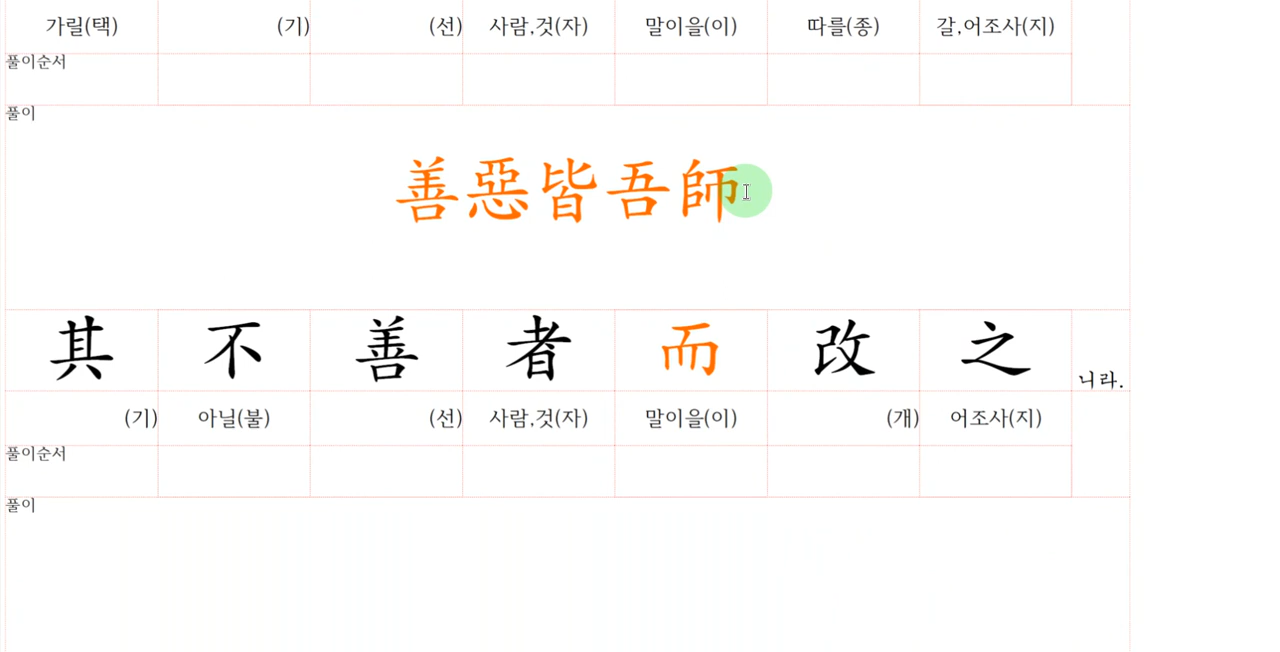 가릴(택) (기) (선) 사람,것(자) 말이을(이) 따를(종) 갈,어조사(지)
풀이순서
풀이
善惡皆吾師
其不善者而改之니라.
(기) 아닐(불) (선) 사람,것(자) 말이을(이) (개) 어조사(지)
풀이순서
풀이